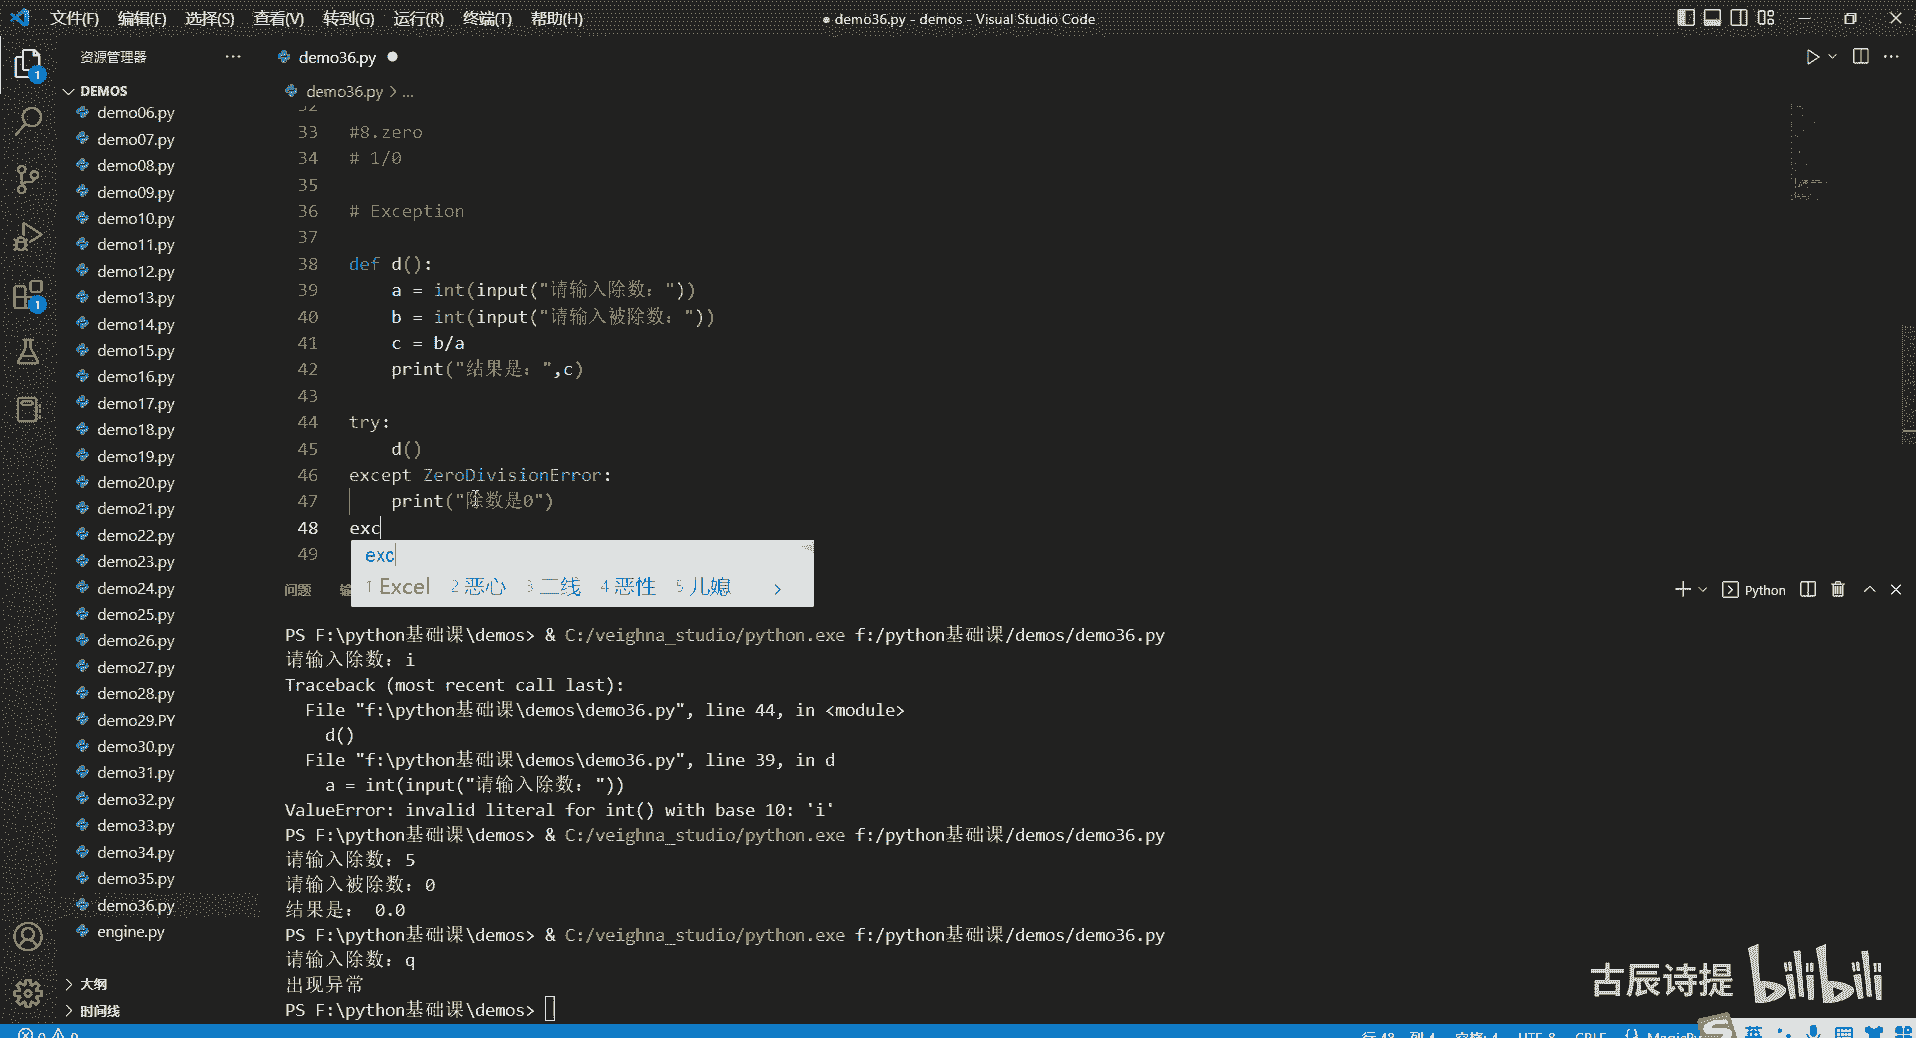 文件(F) 编辑(E) 选择(S) 查看(V) 转到(G) 运行(R) 终端(T) 帮助(H)
● demo36.py - demos - Visual Studio Code
资源管理器
DEMOS
demo06.py
demo07.py
demo08.py
demo09.py
demo10.py
demo11.py
demo12.py
demo13.py
demo14.py
demo15.py
demo16.py
demo17.py
demo18.py
demo19.py
demo20.py
demo21.py
demo22.py
demo23.py
demo24.py
demo25.py
demo26.py
demo27.py
demo28.py
demo29.PY
demo30.py
demo31.py
demo32.py
demo33.py
demo34.py
demo35.py
demo36.py
engine.py
大纲
时间线
demo36.py ●
demo36.py > ...
32
33 #8.zero
34 # 1/0
35
36 # Exception
37
38 def d():
39 a = int(input("请输入除数："))
40 b = int(input("请输入被除数："))
41 c = b/a
42 print("结果是：",c)
43
44 try:
45 d()
46 except ZeroDivisionError:
47 print("除数是0")
48 exc
49
exc
1 Excel 2 恶心 3 二线 4 恶性 5 儿媳
问题
Python
PS F:\python基础课\demos> & C:/veighna_studio/python.exe f:/python基础课/demos/demo36.py
请输入除数：i
Traceback (most recent call last):
File "f:\python基础课\demos\demo36.py", line 44, in <module>
d()
File "f:\python基础课\demos\demo36.py", line 39, in d
a = int(input("请输入除数："))
ValueError: invalid literal for int() with base 10: 'i'
PS F:\python基础课\demos> & C:/veighna_studio/python.exe f:/python基础课/demos/demo36.py
请输入除数：5
请输入被除数：0
结果是： 0.0
PS F:\python基础课\demos> & C:/veighna_studio/python.exe f:/python基础课/demos/demo36.py
请输入除数：q
出现异常
PS F:\python基础课\demos>
古辰诗提 bilibili
英